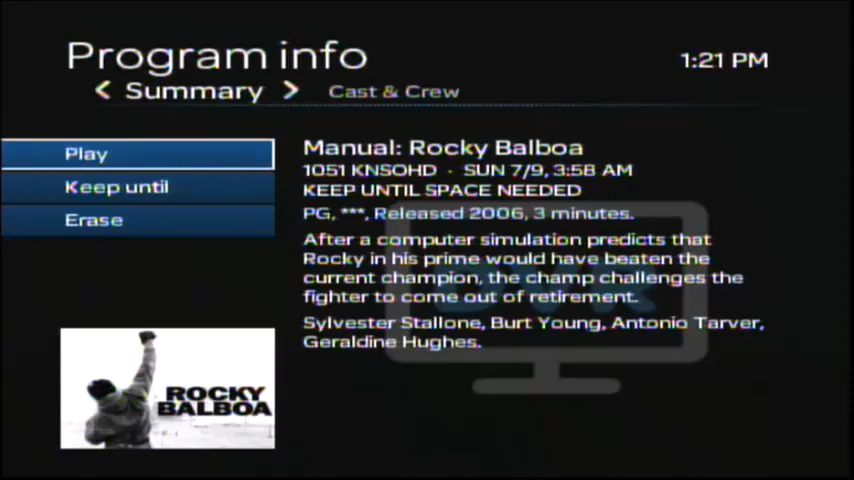 Program info
1:21 PM
< Summary > Cast & Crew
Play
Keep until
Erase
Manual: Rocky Balboa
1051 KNSOHD · SUN 7/9, 3:58 AM
KEEP UNTIL SPACE NEEDED
PG, ***, Released 2006, 3 minutes.
After a computer simulation predicts that
Rocky in his prime would have beaten the
current champion, the champ challenges the
fighter to come out of retirement.
Sylvester Stallone, Burt Young, Antonio Tarver,
Geraldine Hughes.
DVR
ROCKY
BALBOA